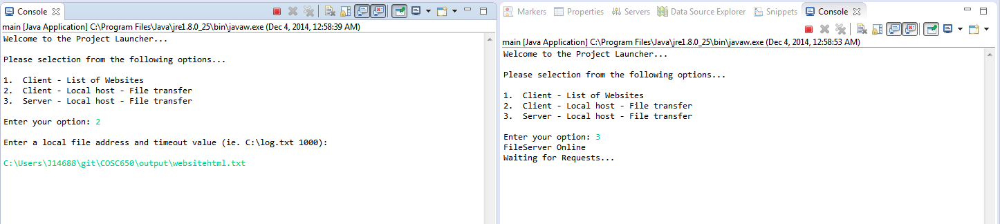 Console
main [Java Application] C:\Program Files\Java\jre1.8.0_25\bin\javaw.exe (Dec 4, 2014, 12:58:39 AM)
Welcome to the Project Launcher...
Please selection from the following options...
1.  Client - List of Websites
2.  Client - Local host - File transfer
3.  Server - Local host - File transfer
Enter your option: 2
Enter a local file address and timeout value (ie. C:\log.txt 1000):
C:\Users\J14688\git\COSC650\output\websitehtml.txt
Markers Properties Servers Data Source Explorer Snippets Console
main [Java Application] C:\Program Files\Java\jre1.8.0_25\bin\javaw.exe (Dec 4, 2014, 12:58:53 AM)
Welcome to the Project Launcher...
Please selection from the following options...
1.  Client - List of Websites
2.  Client - Local host - File transfer
3.  Server - Local host - File transfer
Enter your option: 3
FileServer Online
Waiting for Requests...